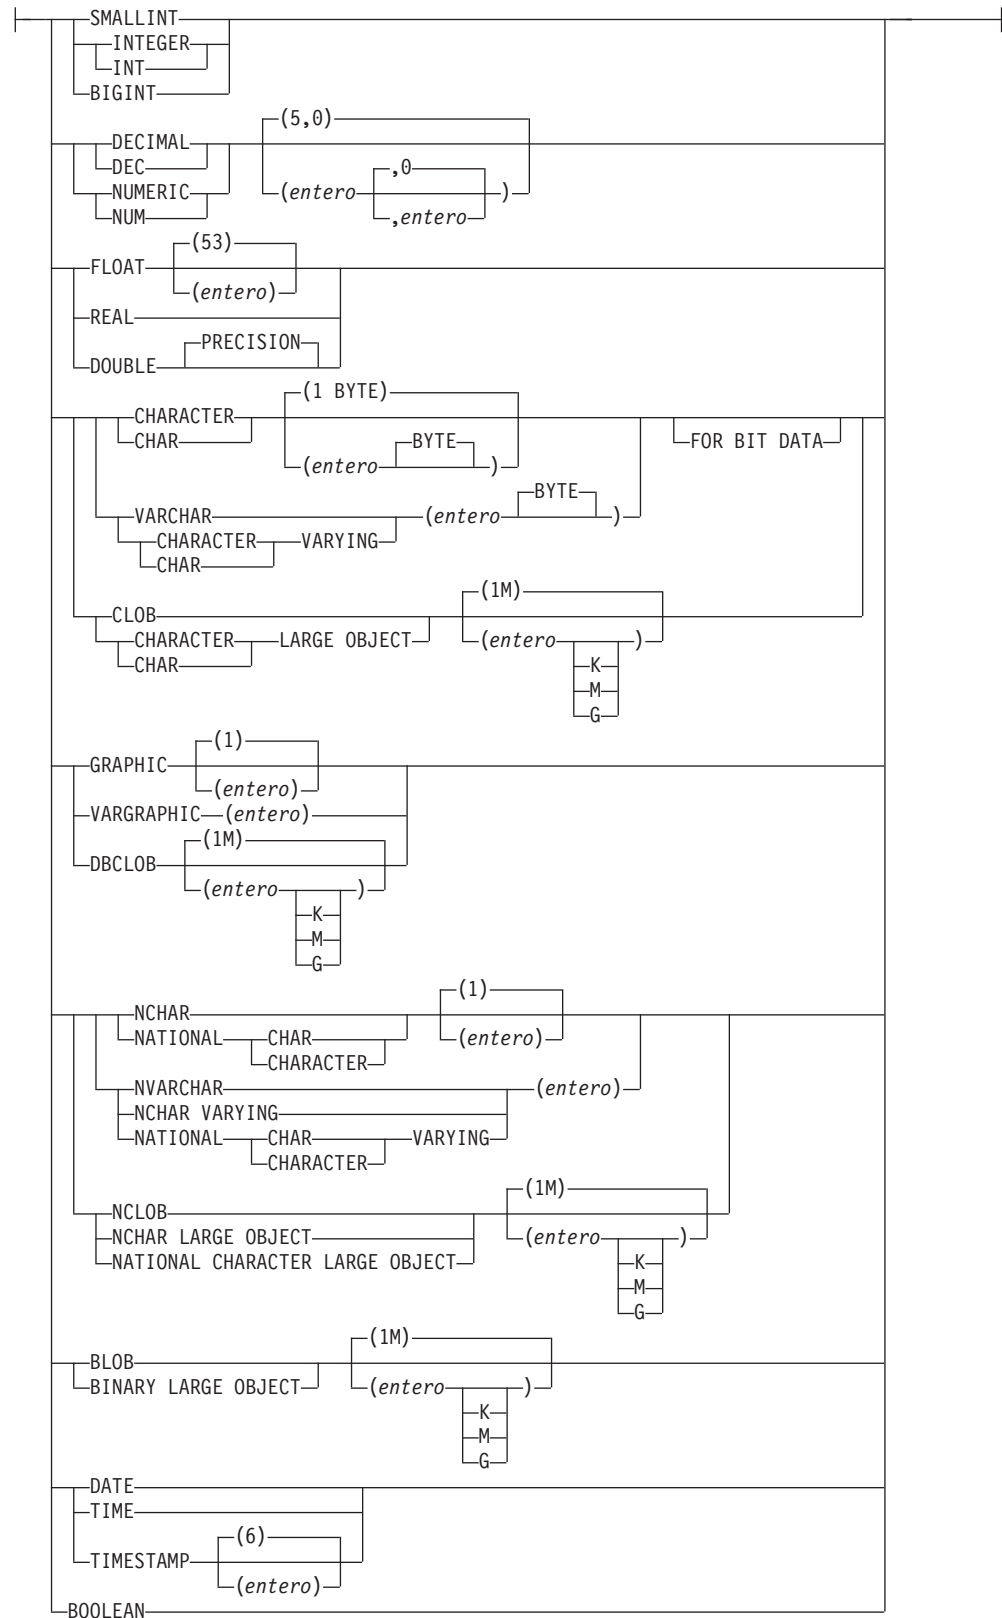 SMALLINT
INTEGER
INT
BIGINT
(5,0)
DECIMAL
DEC
,0
NUMERIC
(entero )
NUM
,entero
(53)
FLOAT
(entero)
REAL
PRECISION
DOUBLE
(1 BYTE)
CHARACTER
CHAR
BYTE
FOR BIT DATA
(entero )
BYTE
VARCHAR (entero )
CHARACTER VARYING
CHAR
(1M)
CLOB
CHARACTER LARGE OBJECT (entero )
CHAR K
M
G
(1)
GRAPHIC
(entero)
VARGRAPHIC (entero)
(1M)
DBCLOB
(entero )
K
M
G
(1)
NCHAR
NATIONAL CHAR (entero)
CHARACTER
NVARCHAR (entero)
NCHAR VARYING
NATIONAL CHAR VARYING
CHARACTER
(1M)
NCLOB
NCHAR LARGE OBJECT (entero )
NATIONAL CHARACTER LARGE OBJECT K
M
G
(1M)
BLOB
BINARY LARGE OBJECT (entero )
K
M
G
DATE
TIME
(6)
TIMESTAMP
(entero)
BOOLEAN